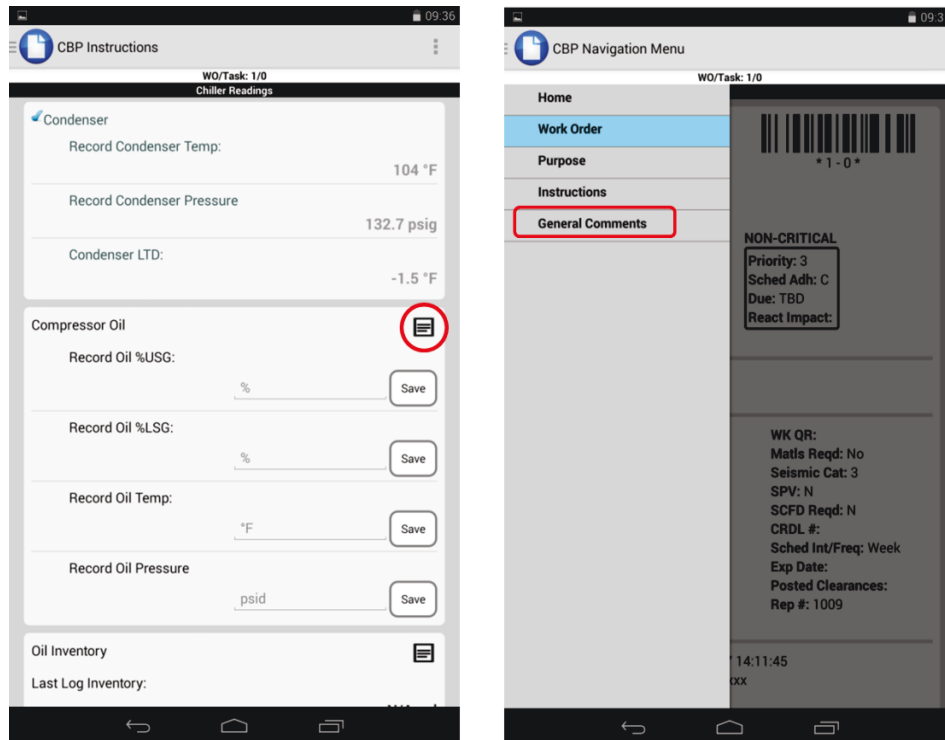 09:36
CBP Instructions
WO/Task: 1/0
Chiller Readings
Condenser
Record Condenser Temp:
104 °F
Record Condenser Pressure
132.7 psig
Condenser LTD:
-1.5 °F
Compressor Oil
Record Oil %USG:
% Save
Record Oil %LSG:
% Save
Record Oil Temp:
°F Save
Record Oil Pressure
psid Save
Oil Inventory
Last Log Inventory:
09:3
CBP Navigation Menu
WO/Task: 1/0
Home
Work Order
Purpose
Instructions
General Comments
*1-0*
NON-CRITICAL
Priority: 3
Sched Adh: C
Due: TBD
React Impact:
WK QR:
Matls Reqd: No
Seismic Cat: 3
SPV: N
SCFD Reqd: N
CRDL #:
Sched Int/Freq: Week
Exp Date:
Posted Clearances:
Rep #: 1009
14:11:45
xxx